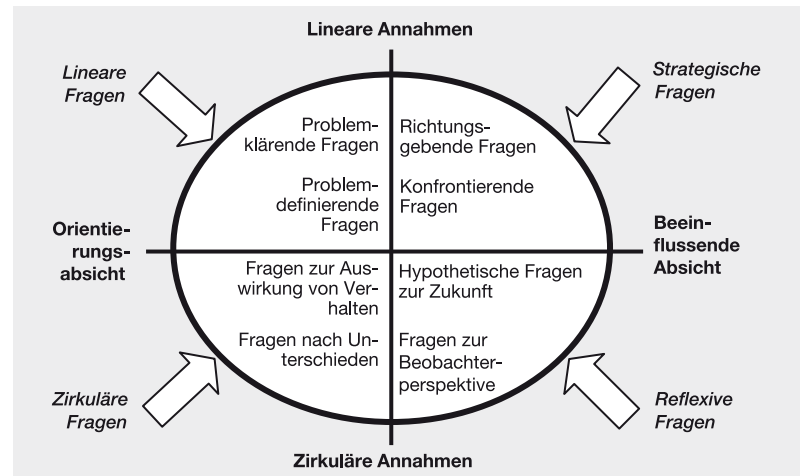 Lineare Annahmen
Lineare
Fragen
Strategische
Fragen
Problem-
klärende Fragen
Richtungs-
gebende Fragen
Problem-
definierende
Fragen
Konfrontierende
Fragen
Orientie-
rungs-
absicht
Beein-
flussende
Absicht
Fragen zur Aus-
wirkung von Ver-
halten
Hypothetische Fragen
zur Zukunft
Fragen nach Un-
terschieden
Fragen zur
Beobachter-
perspektive
Zirkuläre
Fragen
Reflexive
Fragen
Zirkuläre Annahmen